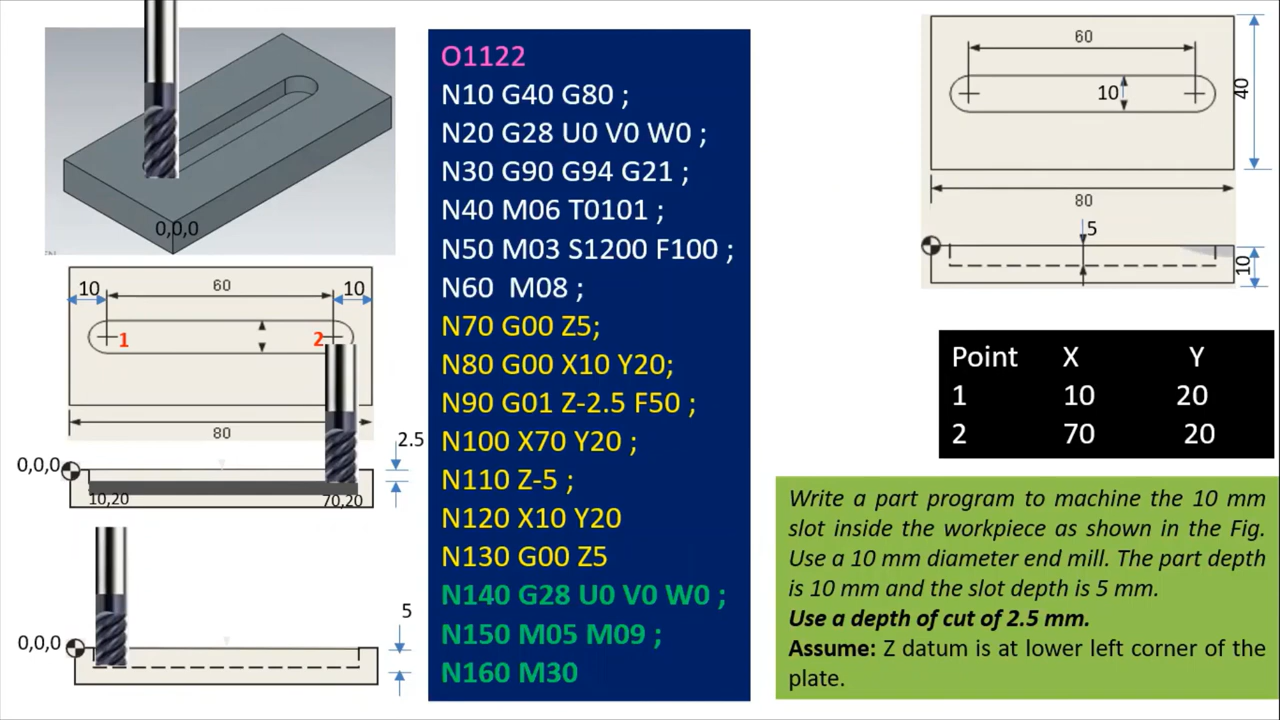 0,0,0
10
60
10
1
2
80
0,0,0
2.5
10,20
70,20
0,0,0
5
O1122
N10 G40 G80 ;
N20 G28 U0 V0 W0 ;
N30 G90 G94 G21 ;
N40 M06 T0101 ;
N50 M03 S1200 F100 ;
N60 M08 ;
N70 G00 Z5;
N80 G00 X10 Y20;
N90 G01 Z-2.5 F50 ;
N100 X70 Y20 ;
N110 Z-5 ;
N120 X10 Y20
N130 G00 Z5
N140 G28 U0 V0 W0 ;
N150 M05 M09 ;
N160 M30
60
10
40
80
5
10
Point X Y
1 10 20
2 70 20
Write a part program to machine the 10 mm
slot inside the workpiece as shown in the Fig.
Use a 10 mm diameter end mill. The part depth
is 10 mm and the slot depth is 5 mm.
Use a depth of cut of 2.5 mm.
Assume: Z datum is at lower left corner of the
plate.